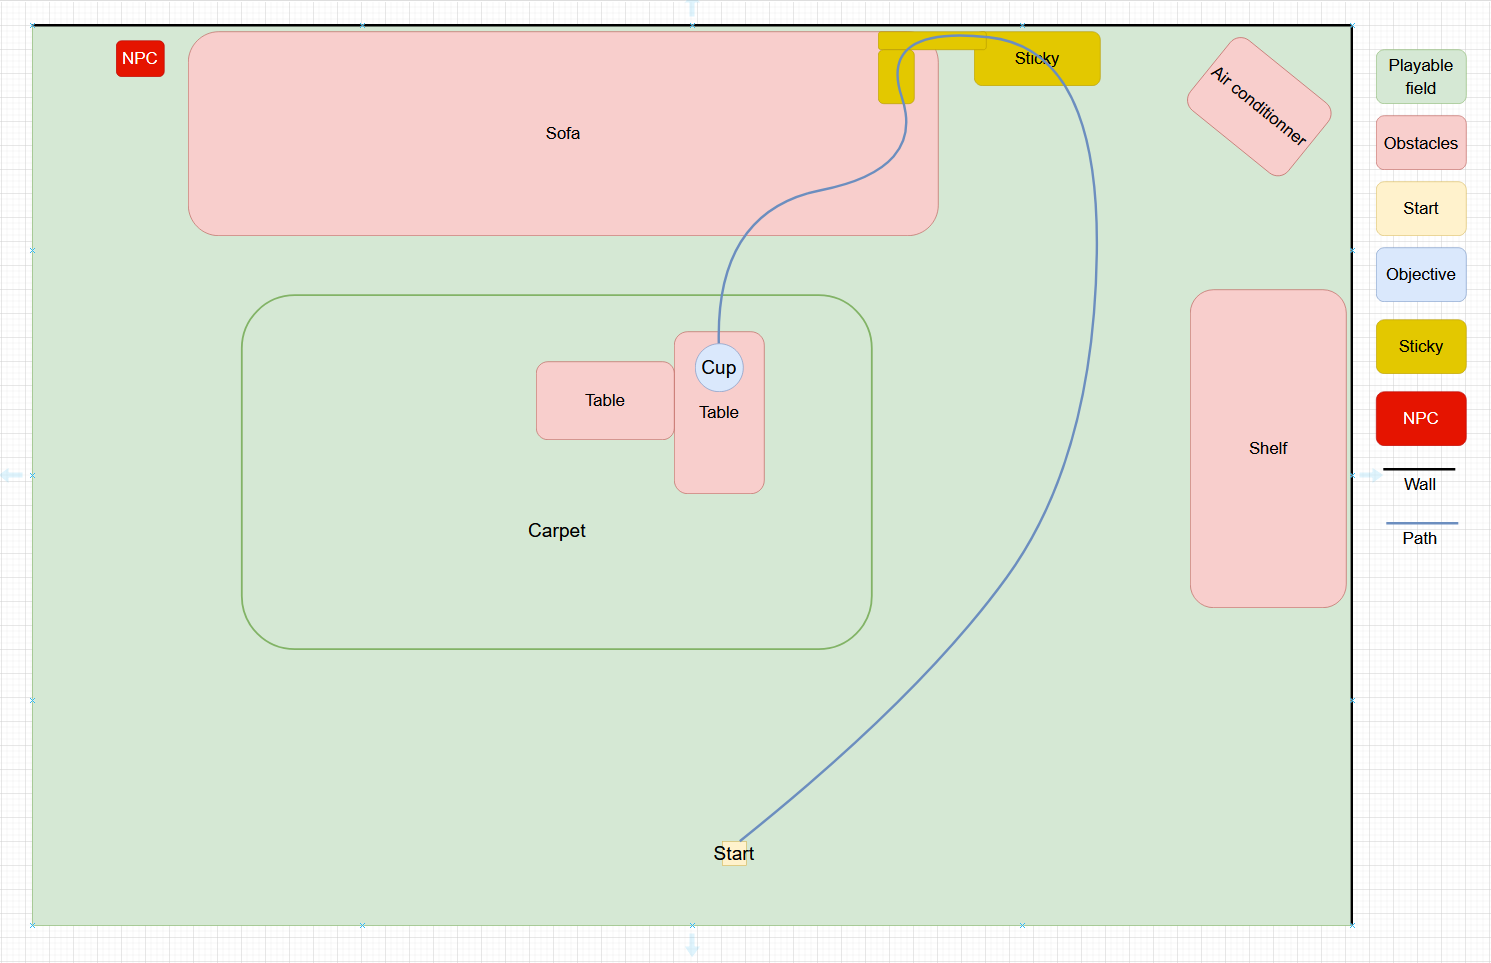 NPC
Sofa
Sticky
Air conditionner
Table
Cup
Table
Carpet
Shelf
Start
Playable
field
Obstacles
Start
Objective
Sticky
NPC
Wall
Path